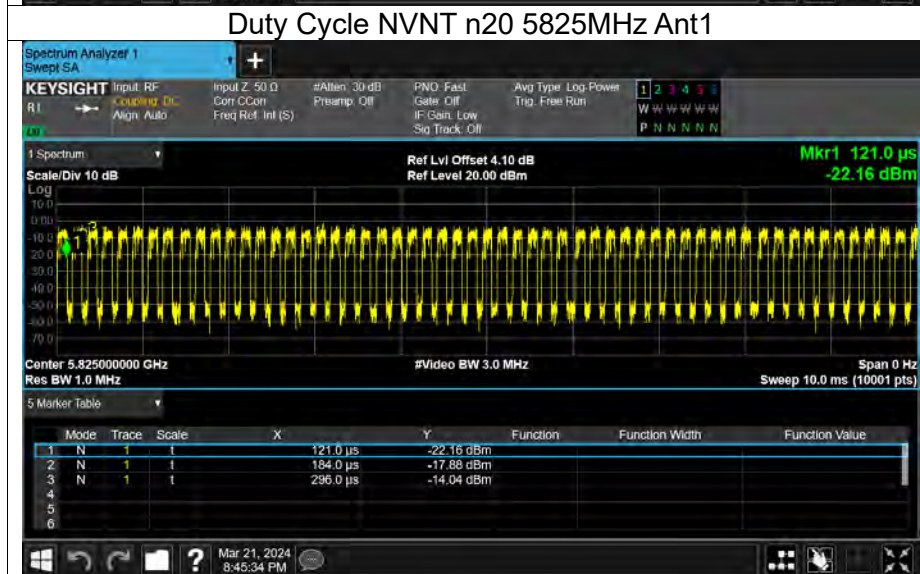 Duty Cycle NVNT n20 5825MHz Ant1
Spectrum Analyzer 1
Swept SA
+
KEYSIGHT Input: RF Input Z: 50 Ω #Atten: 30 dB PNO: Fast Avg Type: Log-Power 1 2 3 4 5 6
Coupling: DC Corr CCorr Preamp: Off Gate: Off Trig: Free Run W W W W W W
Align: Auto Freq Ref: Int (S) IF Gain: Low
Sig Track: Off P N N N N N
1 Spectrum Ref Lvl Offset 4.10 dB Mkr1 121.0 µs
Scale/Div 10 dB Ref Level 20.00 dBm -22.16 dBm
Log
10.0
0.00
-10.0
-20.0
-30.0
-40.0
-50.0
-60.0
-70.0
1 3
Center 5.825000000 GHz #Video BW 3.0 MHz Span 0 Hz
Res BW 1.0 MHz Sweep 10.0 ms (10001 pts)
5 Marker Table
Mode Trace Scale X Y Function Function Width Function Value
1 N 1 t 121.0 µs -22.16 dBm
2 N 1 t 184.0 µs -17.88 dBm
3 N 1 t 296.0 µs -14.04 dBm
4
5
6
? Mar 21, 2024
8:45:34 PM